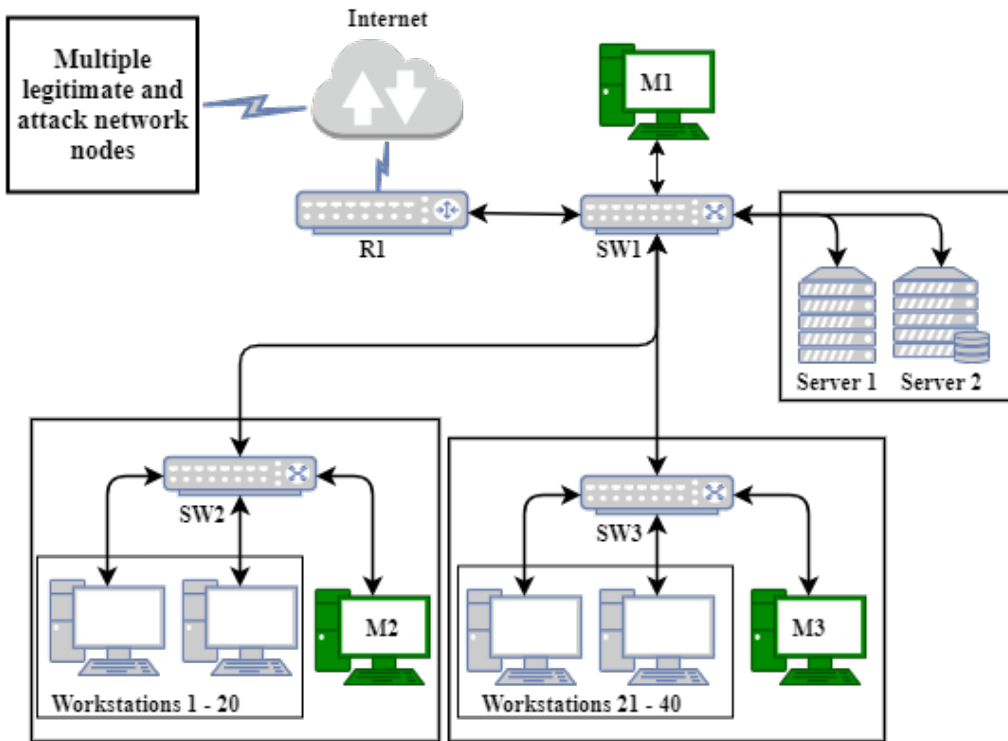 Internet
Multiple
legitimate and
attack network
nodes
M1
R1
SW1
Server 1
Server 2
SW2
SW3
M2
M3
Workstations 1 - 20
Workstations 21 - 40